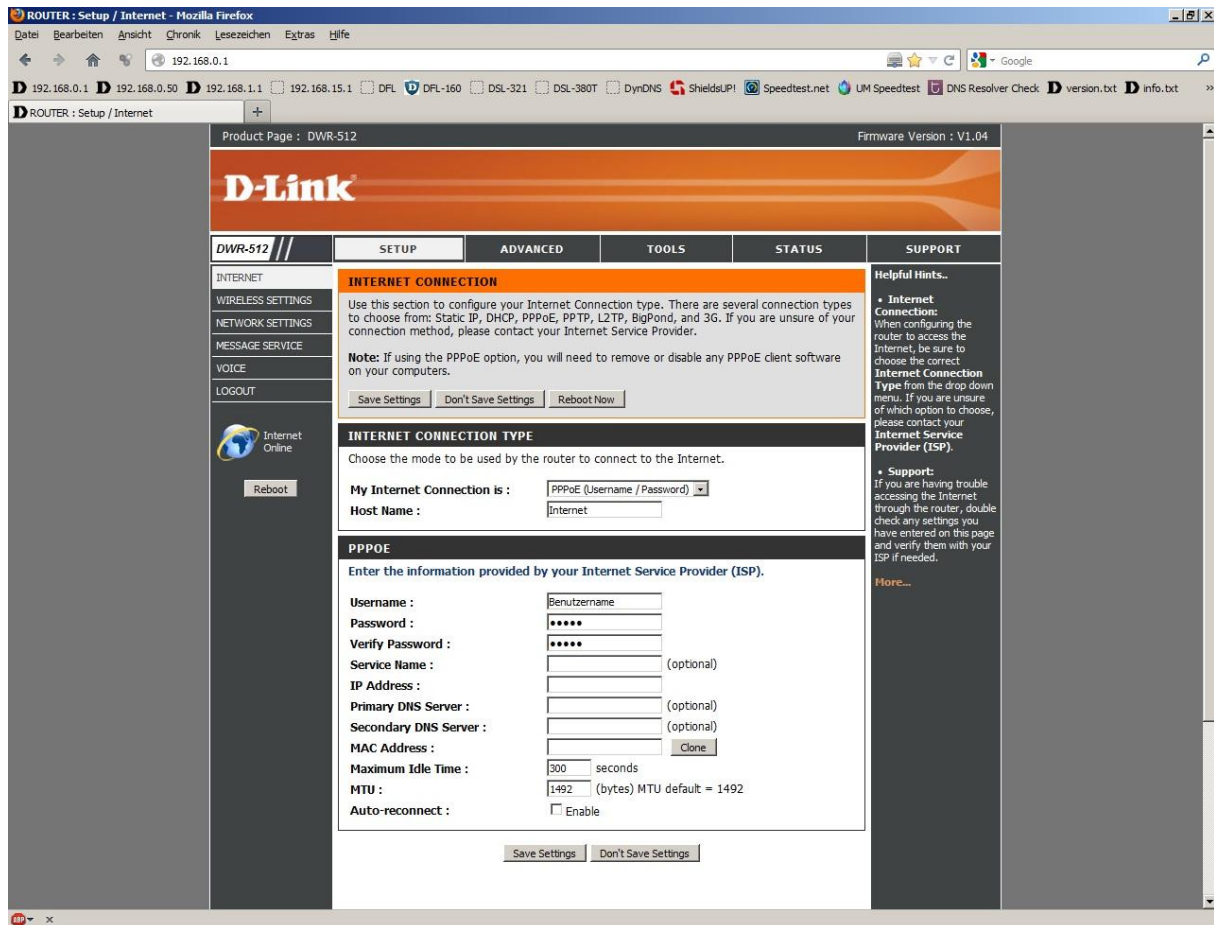 ROUTER : Setup / Internet - Mozilla Firefox
Datei Bearbeiten Ansicht Chronik Lesezeichen Extras Hilfe
192.168.0.1
Google
192.168.0.1 192.168.0.50 192.168.1.1 192.168.15.1 DFL DFL-160 DSL-321 DSL-380T DynDNS ShieldsUP! Speedtest.net UM Speedtest DNS Resolver Check version.txt info.txt »
ROUTER : Setup / Internet +
Product Page : DWR-512 Firmware Version : V1.04
D-Link
DWR-512 SETUP ADVANCED TOOLS STATUS SUPPORT
INTERNET
WIRELESS SETTINGS
NETWORK SETTINGS
MESSAGE SERVICE
VOICE
LOGOUT
Internet
Online
Reboot
INTERNET CONNECTION
Use this section to configure your Internet Connection type. There are several connection types
to choose from: Static IP, DHCP, PPPoE, PPTP, L2TP, BigPond, and 3G. If you are unsure of your
connection method, please contact your Internet Service Provider.
Note: If using the PPPoE option, you will need to remove or disable any PPPoE client software
on your computers.
Save Settings Don't Save Settings Reboot Now
INTERNET CONNECTION TYPE
Choose the mode to be used by the router to connect to the Internet.
My Internet Connection is : PPPoE (Username / Password)
Host Name : Internet
PPPOE
Enter the information provided by your Internet Service Provider (ISP).
Username : Benutzername
Password : •••••
Verify Password : •••••
Service Name : (optional)
IP Address :
Primary DNS Server : (optional)
Secondary DNS Server : (optional)
MAC Address : Clone
Maximum Idle Time : 300 seconds
MTU : 1492 (bytes) MTU default = 1492
Auto-reconnect : Enable
Save Settings Don't Save Settings
Helpful Hints..
• Internet
Connection:
When configuring the
router to access the
Internet, be sure to
choose the correct
Internet Connection
Type from the drop down
menu. If you are unsure
of which option to choose,
please contact your
Internet Service
Provider (ISP).
• Support:
If you are having trouble
accessing the Internet
through the router, double
check any settings you
have entered on this page
and verify them with your
ISP if needed.
More...
ABP